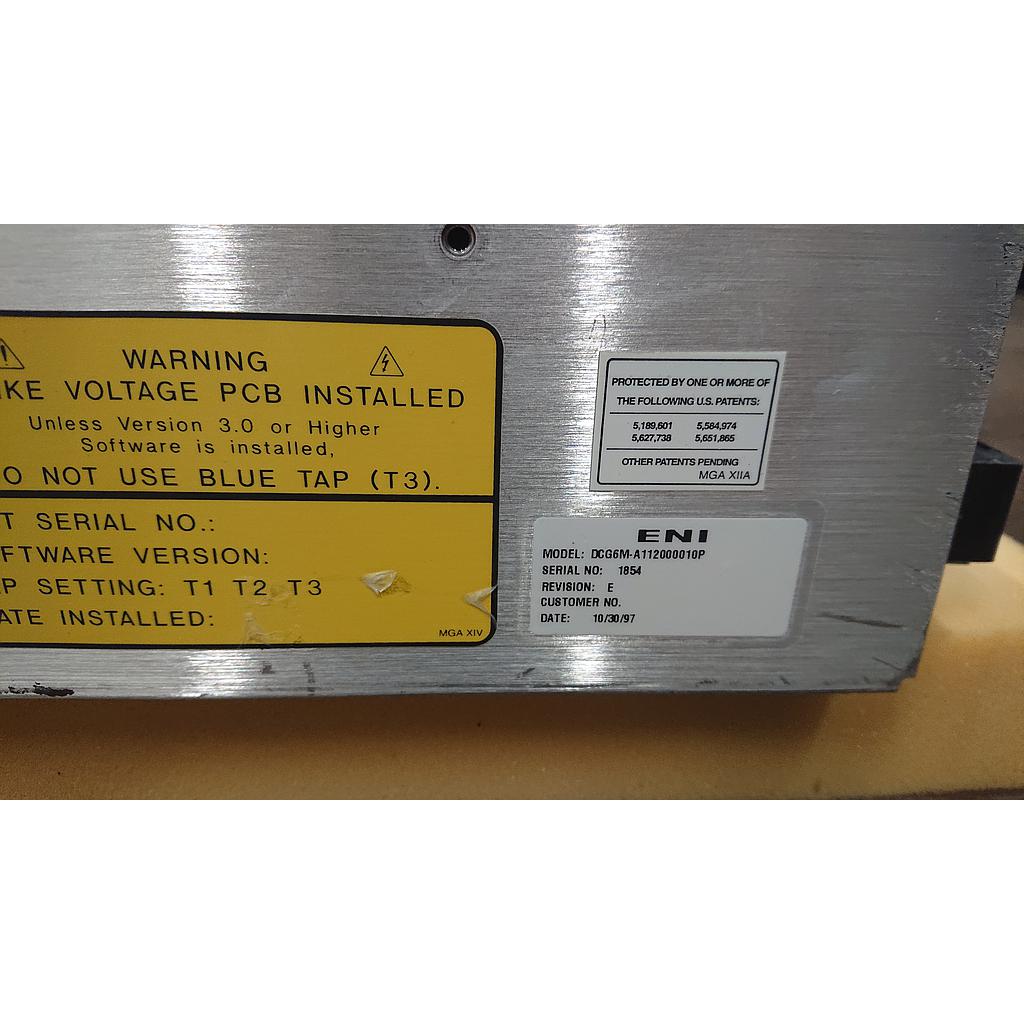 WARNING
IKE VOLTAGE PCB INSTALLED
Unless Version 3.0 or Higher
Software is installed,
O NOT USE BLUE TAP (T3).
T SERIAL NO.:
FTWARE VERSION:
P SETTING: T1 T2 T3
ATE INSTALLED:
MGA XIV
PROTECTED BY ONE OR MORE OF
THE FOLLOWING U.S. PATENTS:
5,189,601 5,584,974
5,627,738 5,651,865
OTHER PATENTS PENDING
MGA XIIA
ENI
MODEL: DCG6M-A112000010P
SERIAL NO: 1854
REVISION: E
CUSTOMER NO.
DATE: 10/30/97